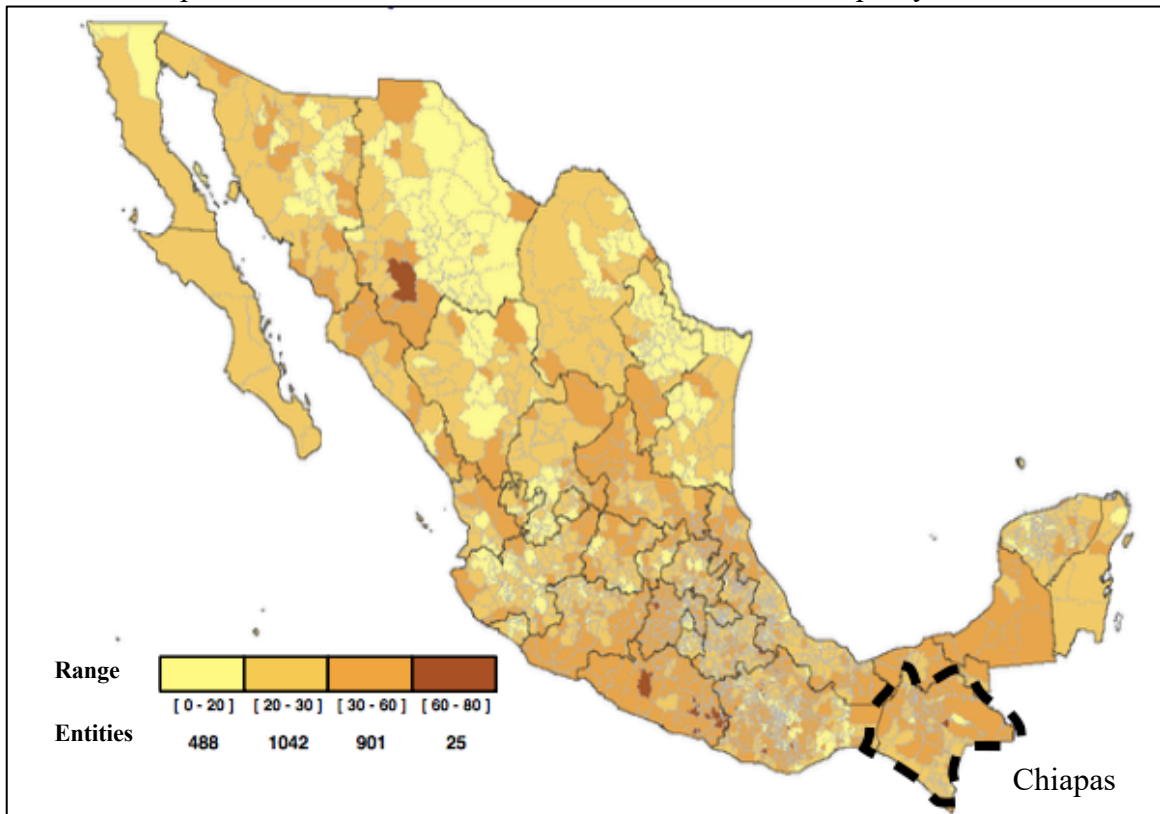 Range
[ 0 - 20 ] [ 20 - 30 ] [ 30 - 60 ] [ 60 - 80 ]
Entities
488 1042 901 25
Chiapas